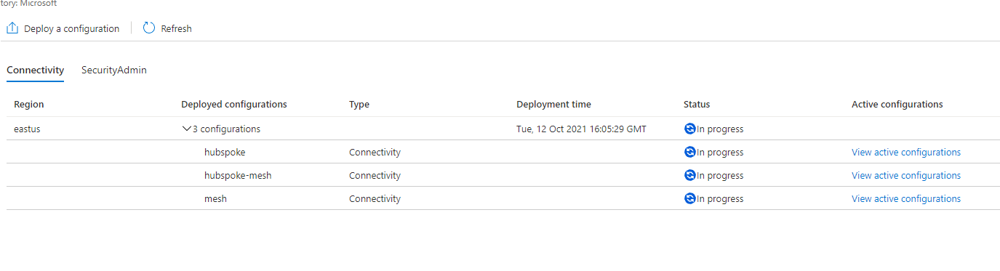 tory: Microsoft
Deploy a configuration Refresh
Connectivity SecurityAdmin
Region Deployed configurations Type Deployment time Status Active configurations
eastus 3 configurations Tue, 12 Oct 2021 16:05:29 GMT In progress
hubspoke Connectivity In progress View active configurations
hubspoke-mesh Connectivity In progress View active configurations
mesh Connectivity In progress View active configurations